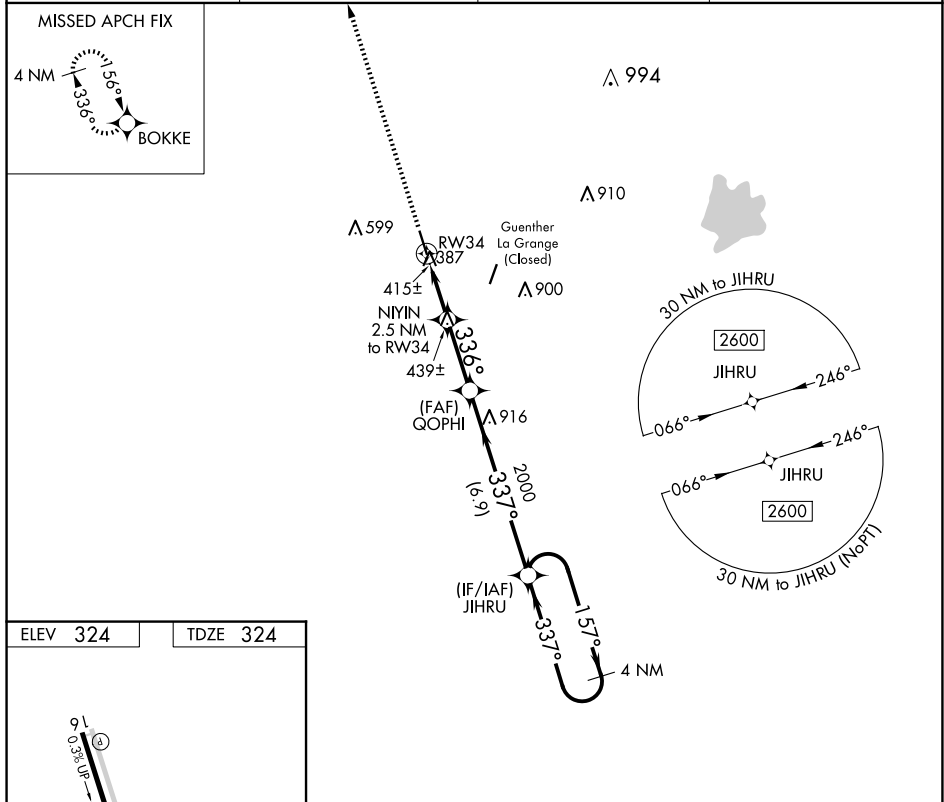 MISSED APCH FIX
4 NM
156°
336°
BOKKE
994
910
599
Guenther
La Grange
(Closed)
RW34
387
900
415±
NIYIN
2.5 NM
to RW34
439±
336°
(FAF)
QOPHI
916
2000
337°
(6.9)
(IF/IAF)
JIHRU
337°
157°
4 NM
30 NM to JIHRU
2600
JIHRU
246°
066°
246°
066°
JIHRU
2600
30 NM to JIHRU (NoPT)
ELEV 324
TDZE 324
16
P
0.3% UP